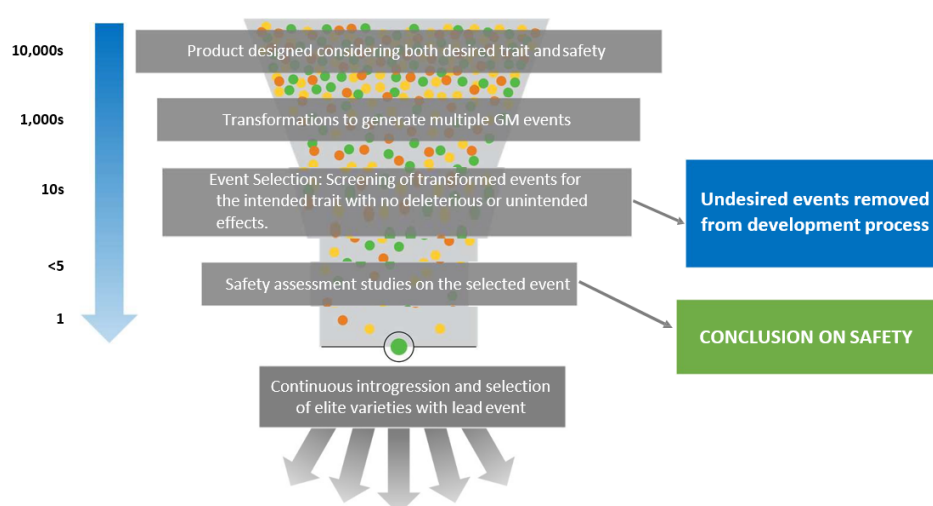 10,000s
Product designed considering both desired trait and safety
1,000s
Transformations to generate multiple GM events
10s
Event Selection: Screening of transformed events for
the intended trait with no deleterious or unintended
effects.
Undesired events removed
from development process
<5
Safety assessment studies on the selected event
1
CONCLUSION ON SAFETY
Continuous introgression and selection
of elite varieties with lead event